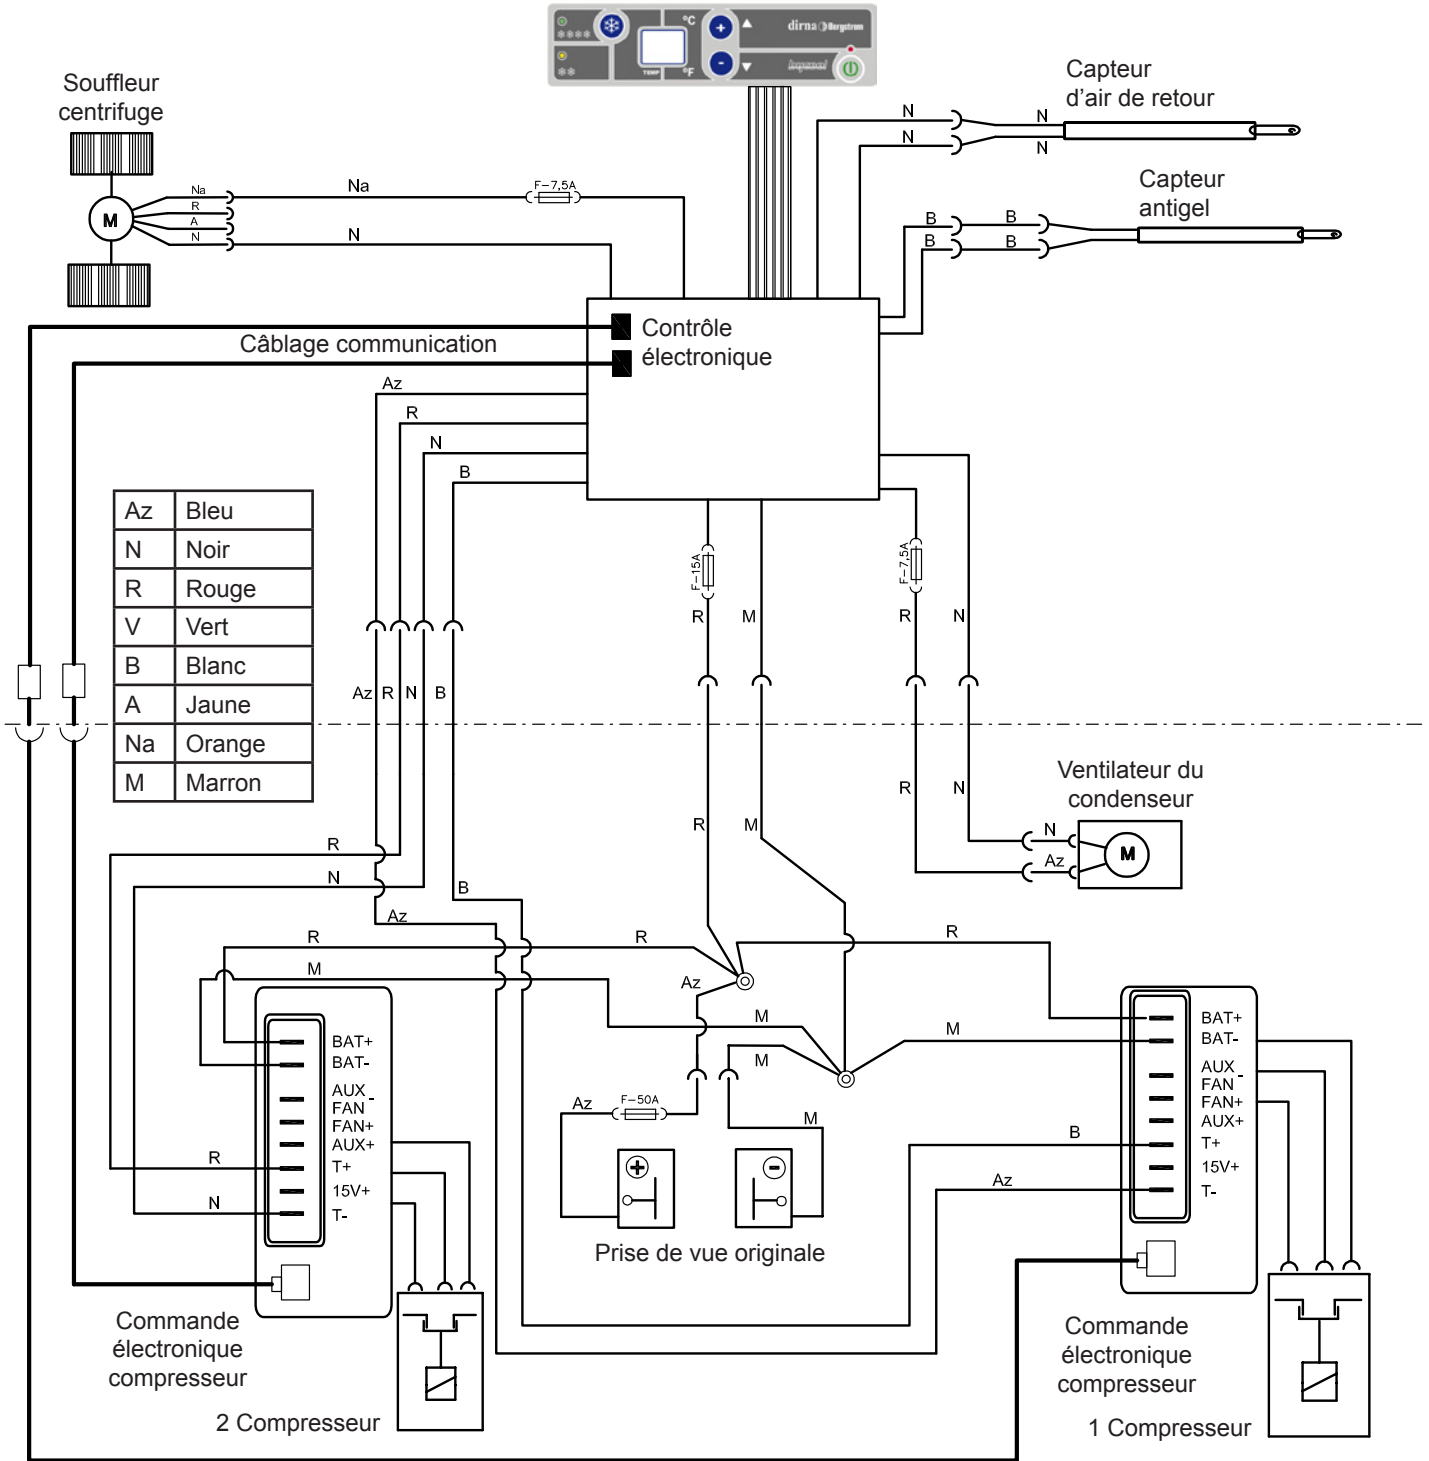 °C
+
dirna Bergstrom
TEMP
°F
-
Souffleur
centrifuge
Capteur
d'air de retour
N
N
N
N
Capteur
antigel
Na
R
A
N
M
Na
F-7,5A
N
B
B
B
B
Contrôle
électronique
Câblage communication
Az
R
N
B
Az Bleu
N Noir
R Rouge
V Vert
B Blanc
A Jaune
Na Orange
M Marron
F-15A
F-7,5A
R
M
R
N
Az
R
N
B
R
N
R
M
Ventilateur du
condenseur
N
Az
M
R
N
B
Az
R
R
R
M
Az
M
M
M
BAT+
BAT-
AUX
FAN -
FAN+
AUX+
T+
15V+
T-
R
N
Az
F-50A
M
+
-
Prise de vue originale
BAT+
BAT-
AUX
FAN -
FAN+
AUX+
T+
15V+
T-
B
Az
Commande
électronique
compresseur
2 Compresseur
Commande
électronique
compresseur
1 Compresseur